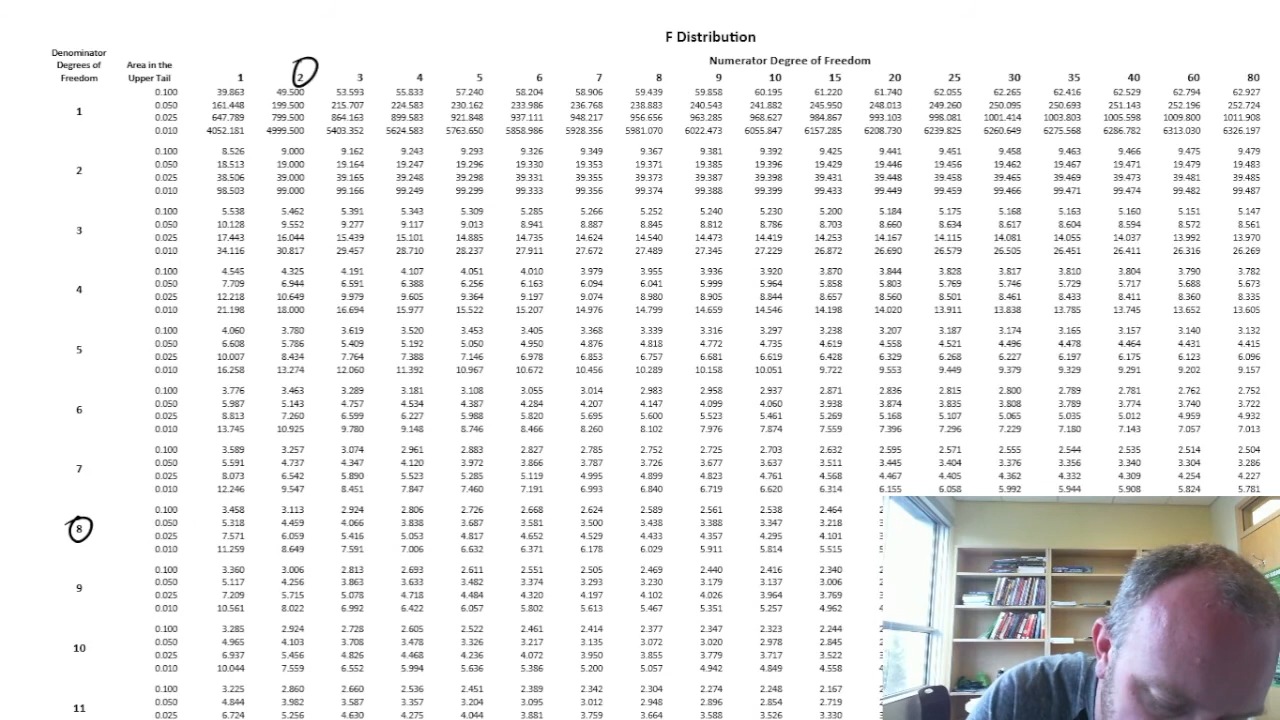 F Distribution
Denominator Degrees of Freedom Area in the Upper Tail Numerator Degree of Freedom
1 2 3 4 5 6 7 8 9 10 15 20 25 30 35 40 60 80
0.100 39.863 49.500 53.593 55.833 57.240 58.204 58.906 59.439 59.858 60.195 61.220 61.740 62.055 62.265 62.416 62.529 62.794 62.927
0.050 161.448 199.500 215.707 224.583 230.162 233.986 236.768 238.883 240.543 241.882 245.950 248.013 249.260 250.095 250.693 251.143 252.196 252.724
1
0.025 647.789 799.500 864.163 899.583 921.848 937.111 948.217 956.656 963.285 968.627 984.867 993.103 998.081 1001.414 1003.803 1005.598 1009.800 1011.908
0.010 4052.181 4999.500 5403.352 5624.583 5763.650 5858.986 5928.356 5981.070 6022.473 6055.847 6157.285 6208.730 6239.825 6260.649 6275.568 6286.782 6313.030 6326.197
0.100 8.526 9.000 9.162 9.243 9.293 9.326 9.349 9.367 9.381 9.392 9.425 9.441 9.451 9.458 9.463 9.466 9.475 9.479
0.050 18.513 19.000 19.164 19.247 19.296 19.330 19.353 19.371 19.385 19.396 19.429 19.446 19.456 19.462 19.467 19.471 19.479 19.483
2
0.025 38.506 39.000 39.165 39.248 39.298 39.331 39.355 39.373 39.387 39.398 39.431 39.448 39.458 39.465 39.469 39.473 39.481 39.485
0.010 98.503 99.000 99.166 99.249 99.299 99.333 99.356 99.374 99.388 99.399 99.433 99.449 99.459 99.466 99.471 99.474 99.482 99.487
0.100 5.538 5.462 5.391 5.343 5.309 5.285 5.266 5.252 5.240 5.230 5.200 5.184 5.175 5.168 5.163 5.160 5.151 5.147
0.050 10.128 9.552 9.277 9.117 9.013 8.941 8.887 8.845 8.812 8.786 8.703 8.660 8.634 8.617 8.604 8.594 8.572 8.561
3
0.025 17.443 16.044 15.439 15.101 14.885 14.735 14.624 14.540 14.473 14.419 14.253 14.167 14.115 14.081 14.055 14.037 13.992 13.970
0.010 34.116 30.817 29.457 28.710 28.237 27.911 27.672 27.489 27.345 27.229 26.872 26.690 26.579 26.505 26.451 26.411 26.316 26.269
0.100 4.545 4.325 4.191 4.107 4.051 4.010 3.979 3.955 3.936 3.920 3.870 3.844 3.828 3.817 3.810 3.804 3.790 3.782
0.050 7.709 6.944 6.591 6.388 6.256 6.163 6.094 6.041 5.999 5.964 5.858 5.803 5.769 5.746 5.729 5.717 5.688 5.673
4
0.025 12.218 10.649 9.979 9.605 9.364 9.197 9.074 8.980 8.905 8.844 8.657 8.560 8.501 8.461 8.433 8.411 8.360 8.335
0.010 21.198 18.000 16.694 15.977 15.522 15.207 14.976 14.799 14.659 14.546 14.198 14.020 13.911 13.838 13.785 13.745 13.652 13.605
0.100 4.060 3.780 3.619 3.520 3.453 3.405 3.368 3.339 3.316 3.297 3.238 3.207 3.187 3.174 3.165 3.157 3.140 3.132
0.050 6.608 5.786 5.409 5.192 5.050 4.950 4.876 4.818 4.772 4.735 4.619 4.558 4.521 4.496 4.478 4.464 4.431 4.415
5
0.025 10.007 8.434 7.764 7.388 7.146 6.978 6.853 6.757 6.681 6.619 6.428 6.329 6.268 6.227 6.197 6.175 6.123 6.096
0.010 16.258 13.274 12.060 11.392 10.967 10.672 10.456 10.289 10.158 10.051 9.722 9.553 9.449 9.379 9.329 9.291 9.202 9.157
0.100 3.776 3.463 3.289 3.181 3.108 3.055 3.014 2.983 2.958 2.937 2.871 2.836 2.815 2.800 2.789 2.781 2.762 2.752
0.050 5.987 5.143 4.757 4.534 4.387 4.284 4.207 4.147 4.099 4.060 3.938 3.874 3.835 3.808 3.789 3.774 3.740 3.722
6
0.025 8.813 7.260 6.599 6.227 5.988 5.820 5.695 5.600 5.523 5.461 5.269 5.168 5.107 5.065 5.035 5.012 4.959 4.932
0.010 13.745 10.925 9.780 9.148 8.746 8.466 8.260 8.102 7.976 7.874 7.559 7.396 7.296 7.229 7.180 7.143 7.057 7.013
0.100 3.589 3.257 3.074 2.961 2.883 2.827 2.785 2.752 2.725 2.703 2.632 2.595 2.571 2.555 2.544 2.535 2.514 2.504
0.050 5.591 4.737 4.347 4.120 3.972 3.866 3.787 3.726 3.677 3.637 3.511 3.445 3.404 3.376 3.356 3.340 3.304 3.286
7
0.025 8.073 6.542 5.890 5.523 5.285 5.119 4.995 4.899 4.823 4.761 4.568 4.467 4.405 4.362 4.332 4.309 4.254 4.227
0.010 12.246 9.547 8.451 7.847 7.460 7.191 6.993 6.840 6.719 6.620 6.314 6.155 6.058 5.992 5.944 5.908 5.824 5.781
0.100 3.458 3.113 2.924 2.806 2.726 2.668 2.624 2.589 2.561 2.538 2.464
0.050 5.318 4.459 4.066 3.838 3.687 3.581 3.500 3.438 3.388 3.347 3.218
8
0.025 7.571 6.059 5.416 5.053 4.817 4.652 4.529 4.433 4.357 4.295 4.101
0.010 11.259 8.649 7.591 7.006 6.632 6.371 6.178 6.029 5.911 5.814 5.515
0.100 3.360 3.006 2.813 2.693 2.611 2.551 2.505 2.469 2.440 2.416 2.340
0.050 5.117 4.256 3.863 3.633 3.482 3.374 3.293 3.230 3.179 3.137 3.006
9
0.025 7.209 5.715 5.078 4.718 4.484 4.320 4.197 4.102 4.026 3.964 3.769
0.010 10.561 8.022 6.992 6.422 6.057 5.802 5.613 5.467 5.351 5.257 4.962
0.100 3.285 2.924 2.728 2.605 2.522 2.461 2.414 2.377 2.347 2.323 2.244
0.050 4.965 4.103 3.708 3.478 3.326 3.217 3.135 3.072 3.020 2.978 2.845
10
0.025 6.937 5.456 4.826 4.468 4.236 4.072 3.950 3.855 3.779 3.717 3.522
0.010 10.044 7.559 6.552 5.994 5.636 5.386 5.200 5.057 4.942 4.849 4.558
0.100 3.225 2.860 2.660 2.536 2.451 2.389 2.342 2.304 2.274 2.248 2.167
0.050 4.844 3.982 3.587 3.357 3.204 3.095 3.012 2.948 2.896 2.854 2.719
11
0.025 6.724 5.256 4.630 4.275 4.044 3.881 3.759 3.664 3.588 3.526 3.330